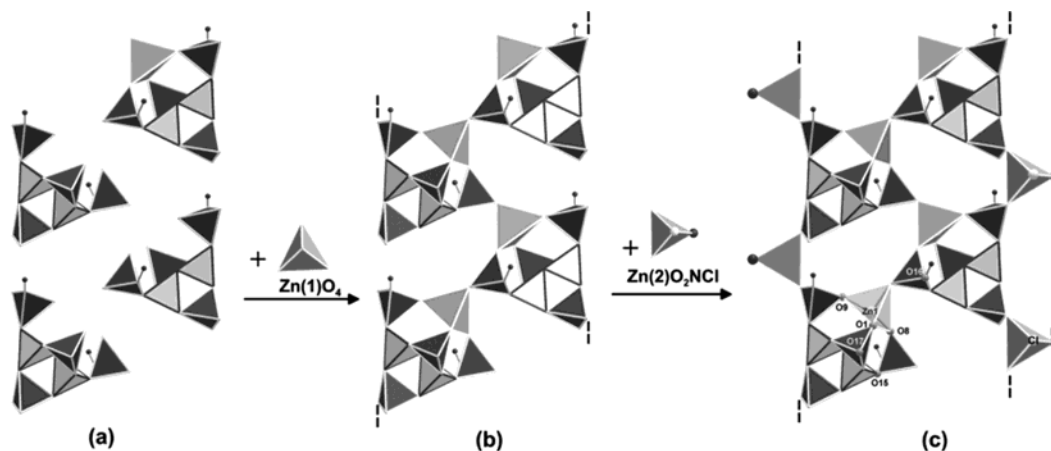 +
Zn(1)O₄
+
Zn(2)O₂NCl
O16
O9
Zn1
O1
O8
O17
O15
Cl
(a)
(b)
(c)